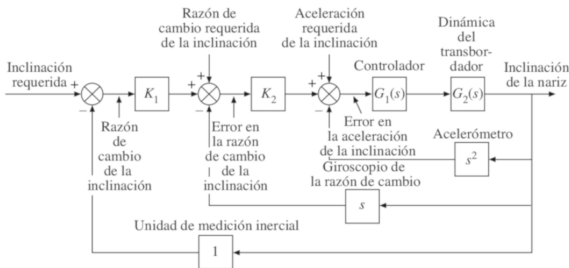 Razón de
cambio requerida
de la inclinación
Aceleración
requerida
de la inclinación
Dinámica
del
transbor-
dador
Controlador
Inclinación
requerida
+
−
K1
+
+
−
K2
+
+
−
G1(s)
G2(s)
Inclinación
de la nariz
Razón
de
cambio
de la
inclinación
Error en
la razón
de cambio
de la
inclinación
Error en
la aceleración
de la inclinación
Acelerómetro
s²
Giroscopio de
la razón de cambio
s
Unidad de medición inercial
1